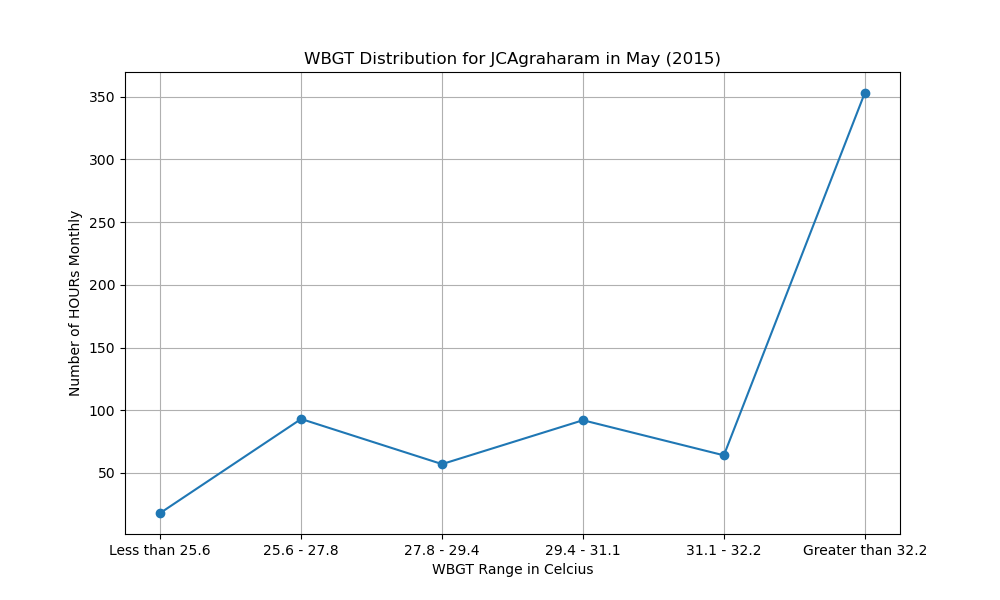 WBGT Distribution for JCAgraharam in May (2015)
Number of HOURs Monthly
350
300
250
200
150
100
50
Less than 25.6
25.6 - 27.8
27.8 - 29.4
29.4 - 31.1
31.1 - 32.2
Greater than 32.2
WBGT Range in Celcius